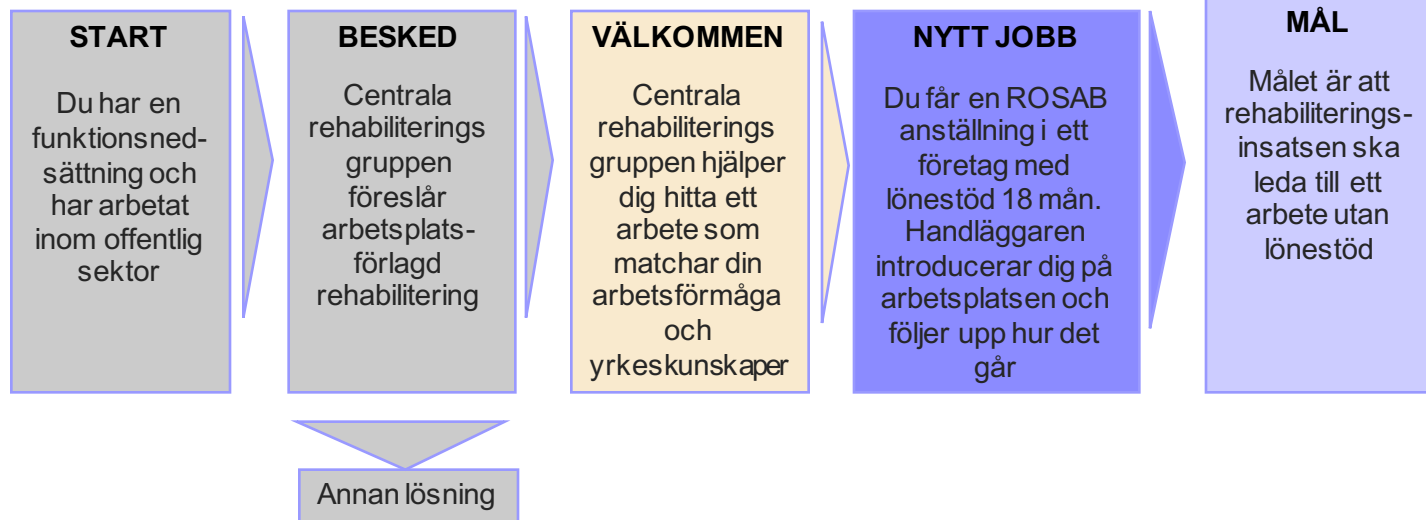 START
Du har en
funktionsned-
sättning och
har arbetat
inom offentlig
sektor
BESKED
Centrala
rehabiliterings
gruppen
föreslår
arbetsplats-
förlagd
rehabilitering
VÄLKOMMEN
Centrala
rehabiliterings
gruppen hjälper
dig hitta ett
arbete som
matchar din
arbetsförmåga
och
yrkeskunskaper
NYTT JOBB
Du får en ROSAB
anställning i ett
företag med
lönestöd 18 mån.
Handläggaren
introducerar dig på
arbetsplatsen och
följer upp hur det
går
MÅL
Målet är att
rehabiliterings-
insatsen ska
leda till ett
arbete utan
lönestöd
Annan lösning